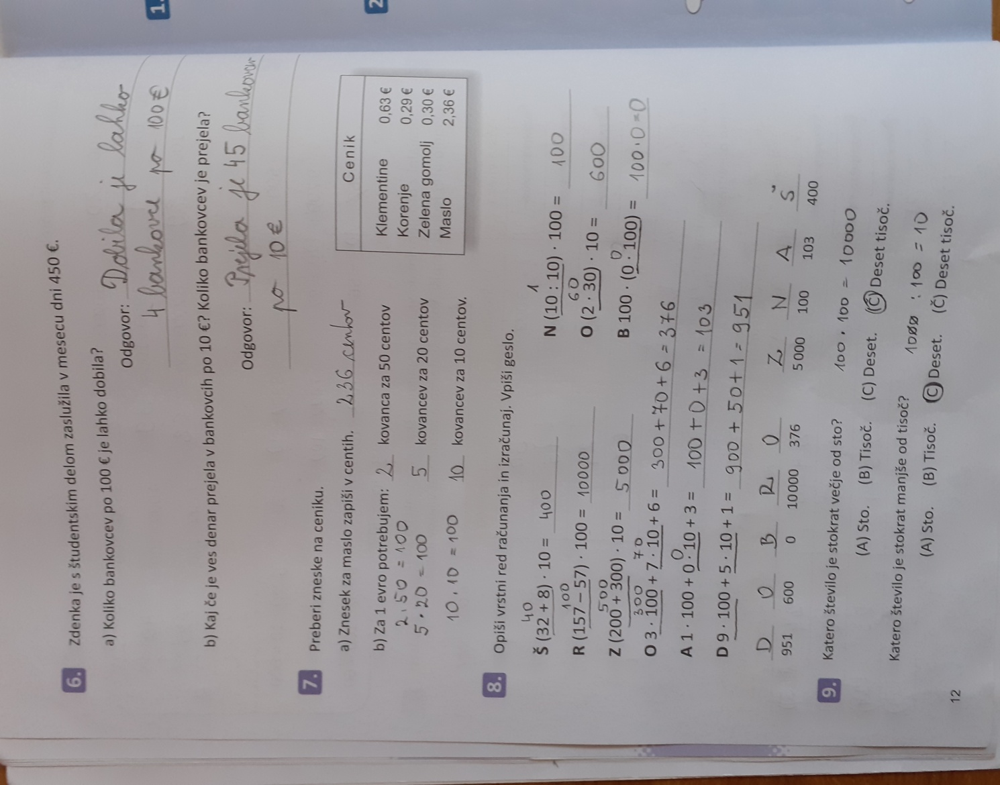 6. Zdenka je s študentskim delom zaslužila v mesecu dni 450 €.
a) Koliko bankovcev po 100 € je lahko dobila?
Odgovor: Dobila je lahko
4 bankovce po 100 €
b) Kaj če je ves denar prejela v bankovcih po 10 €? Koliko bankovcev je prejela?
Odgovor: Prejela je 45 bankovcev
po 10 €
7. Preberi zneske na ceniku.
a) Znesek za maslo zapiši v centih. 236 centov
b) Za 1 evro potrebujem: 2 kovanca za 50 centov
2 . 50 = 100
5 kovancev za 20 centov
5 · 20 = 100
10 kovancev za 10 centov.
10 . 10 = 100
Cenik
Klementine 0,63 €
Korenje 0,29 €
Zelena gomolj 0,30 €
Maslo 2,36 €
8. Opiši vrstni red računanja in izračunaj. Vpiši geslo.
40
Š (32 + 8) · 10 = 400
100
R (157 – 57) · 100 = 10000
500
Z (200 + 300) · 10 = 5000
300 70
O 3 · 100 + 7 · 10 + 6 = 300 + 70 + 6 = 376
0
A 1 · 100 + 0 · 10 + 3 = 100 + 0 + 3 = 103
D 9 · 100 + 5 · 10 + 1 = 900 + 50 + 1 = 951
1
N (10 : 10) · 100 = 100
60
O (2 · 30) · 10 = 600
0
B 100 · (0 · 100) = 100 · 0 = 0
D O B R O Z N A Š
951 600 0 10000 376 5000 100 103 400
9. Katero število je stokrat večje od sto? 100 . 100 = 10000
(A) Sto. (B) Tisoč. (C) Deset. (Č) Deset tisoč.
Katero število je stokrat manjše od tisoč? 1000 : 100 = 10
(A) Sto. (B) Tisoč. (C) Deset. (Č) Deset tisoč.
12
1.
2